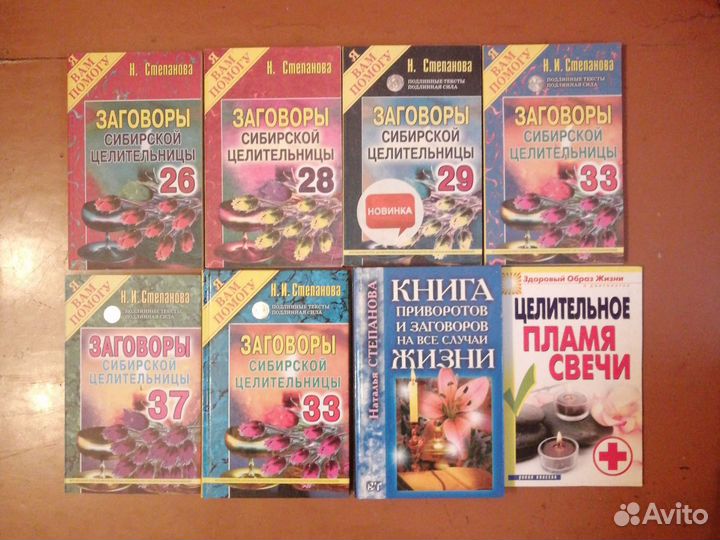 Я ВАМ ПОМОГУ
Н. Степанова
ЗАГОВОРЫ
СИБИРСКОЙ
ЦЕЛИТЕЛЬНИЦЫ
26
Я ВАМ ПОМОГУ
Н. Степанова
ЗАГОВОРЫ
СИБИРСКОЙ
ЦЕЛИТЕЛЬНИЦЫ
28
Я ВАМ ПОМОГУ
Н. Степанова
ПОДЛИННЫЕ ТЕКСТЫ
ПОДЛИННАЯ СИЛА
ЗАГОВОРЫ
СИБИРСКОЙ
ЦЕЛИТЕЛЬНИЦЫ
29
НОВИНКА
Я ВАМ ПОМОГУ
Н. И. Степанова
ПОДЛИННЫЕ ТЕКСТЫ
ПОДЛИННАЯ СИЛА
ЗАГОВОРЫ
СИБИРСКОЙ
ЦЕЛИТЕЛЬНИЦЫ
33
Я ВАМ ПОМОГУ
Н. И. Степанова
ПОДЛИННЫЕ ТЕКСТЫ
ПОДЛИННАЯ СИЛА
ЗАГОВОРЫ
СИБИРСКОЙ
ЦЕЛИТЕЛЬНИЦЫ
37
Я ВАМ ПОМОГУ
Н. И. Степанова
ПОДЛИННЫЕ ТЕКСТЫ
ПОДЛИННАЯ СИЛА
ЗАГОВОРЫ
СИБИРСКОЙ
ЦЕЛИТЕЛЬНИЦЫ
33
Наталья СТЕПАНОВА
КНИГА
ПРИВОРОТОВ
И ЗАГОВОРОВ
НА ВСЕ СЛУЧАИ
ЖИЗНИ
Здоровый Образ Жизни
ЦЕЛИТЕЛЬНОЕ
ПЛАМЯ
СВЕЧИ
Avito